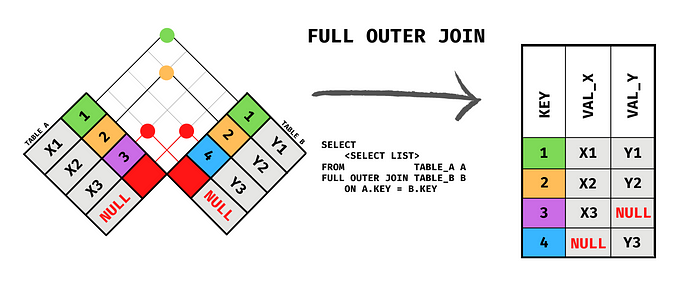 FULL OUTER JOIN
TABLE A
1
X1
2
X2
3
X3
NULL
TABLE B
1
Y1
2
Y2
4
Y3
NULL
SELECT
<SELECT LIST>
FROM TABLE_A A
FULL OUTER JOIN TABLE_B B
ON A.KEY = B.KEY
KEY VAL_X VAL_Y
1 X1 Y1
2 X2 Y2
3 X3 NULL
4 NULL Y3